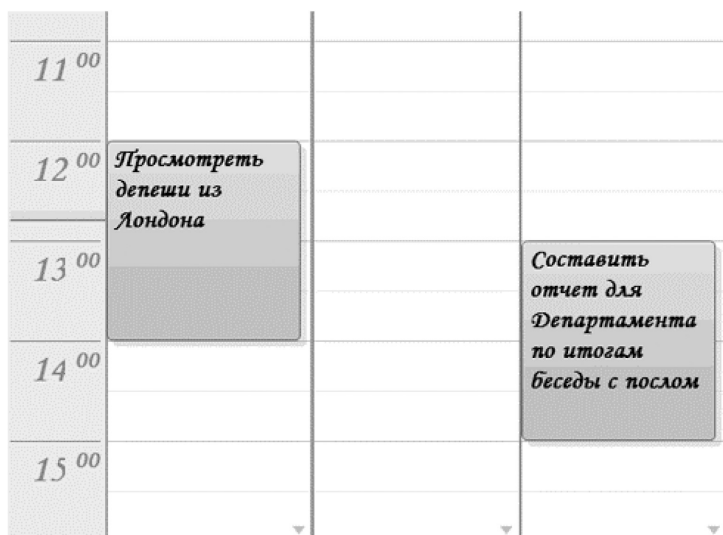 11 00
12 00
Просмотреть
депеши из
Лондона
13 00
Составить
отчет для
Департамента
по итогам
беседы с послом
14 00
15 00